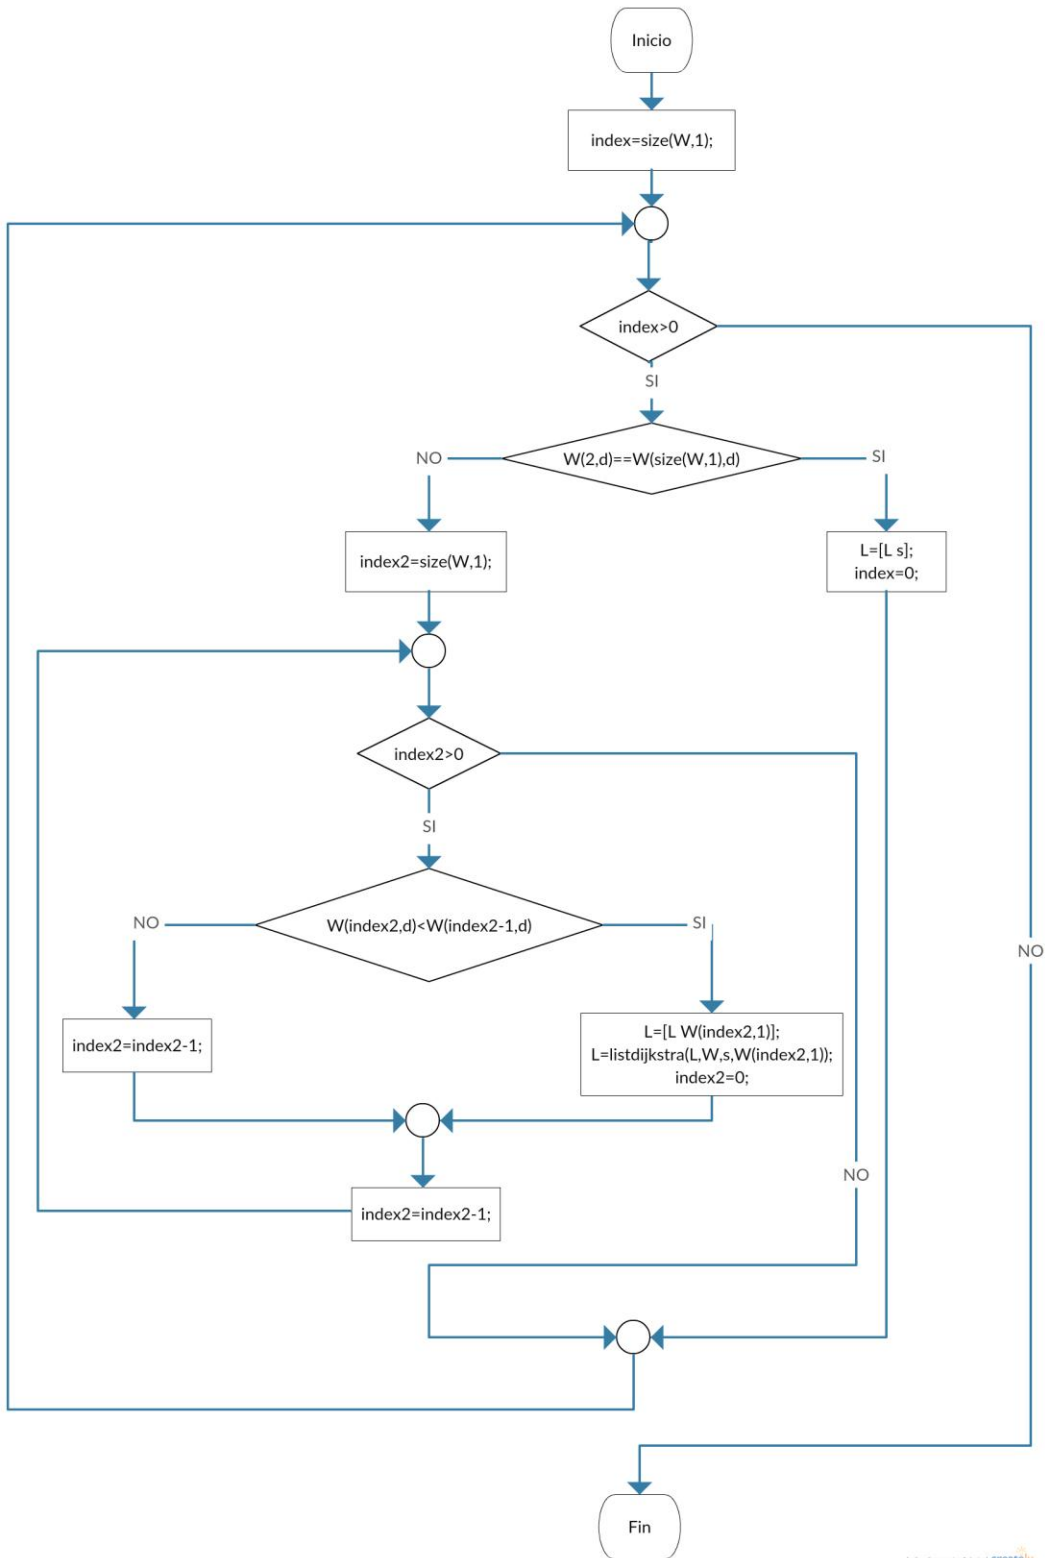 Inicio
index=size(W,1);
index>0
SI
W(2,d)==W(size(W,1),d)
NO
SI
index2=size(W,1);
L=[L s];
index=0;
index2>0
SI
W(index2,d)<W(index2-1,d)
NO
SI
NO
index2=index2-1;
L=[L W(index2,1)];
L=listdijkstra(L,W,s,W(index2,1));
index2=0;
NO
index2=index2-1;
Fin